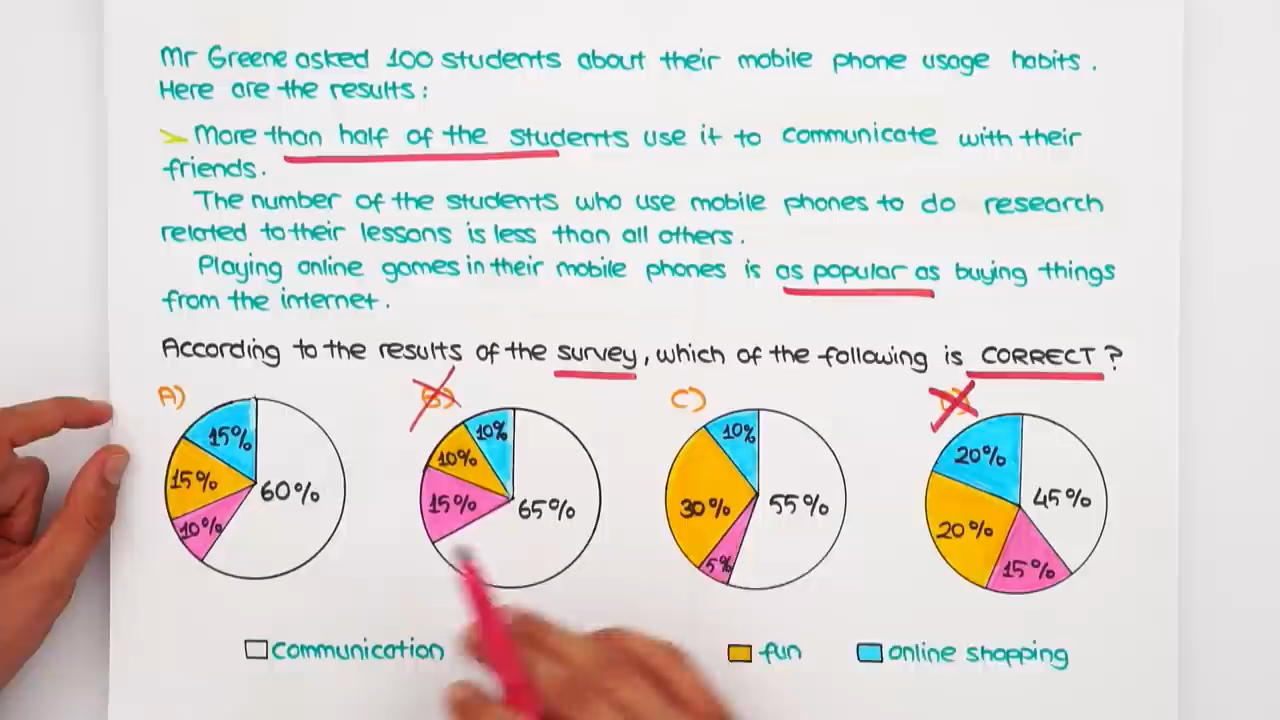 Mr Greene asked 100 students about their mobile phone usage habits.
Here are the results:
> More than half of the students use it to communicate with their
friends.
The number of the students who use mobile phones to do research
related to their lessons is less than all others.
Playing online games in their mobile phones is as popular as buying things
from the internet.
According to the results of the survey, which of the following is CORRECT?
A)
15%
15%
10%
60%
10%
10%
15%
65%
C)
10%
30%
5%
55%
20%
20%
15%
45%
communication
fun
online shopping